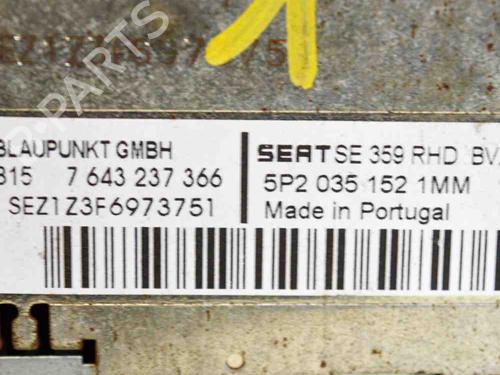 BLAUPUNKT GMBH
815 7 643 237 366
SEZ1Z3F6973751
SEAT SE 359 RHD BV
5P2 035 152 1MM
Made in Portugal